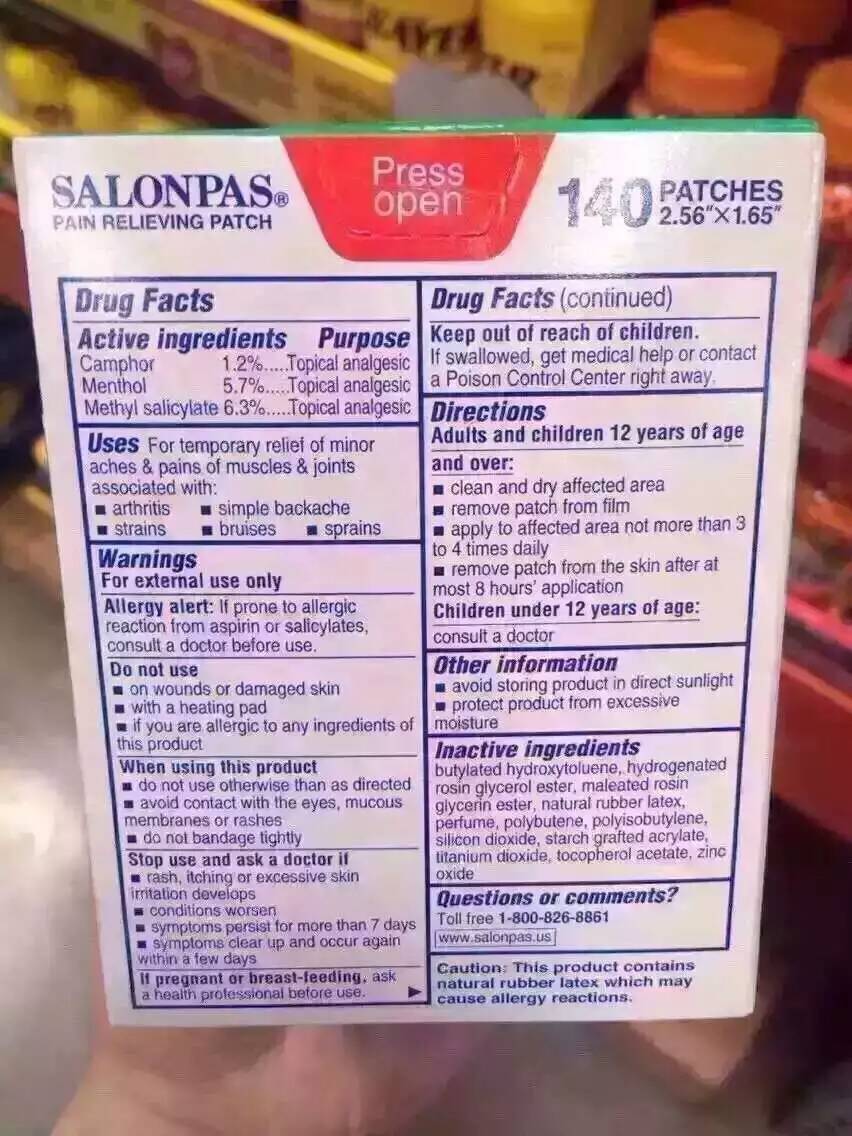 SALONPAS®
PAIN RELIEVING PATCH
Press
open
140 PATCHES
2.56"X1.65"
Drug Facts
Active ingredients Purpose
Camphor 1.2%.....Topical analgesic
Menthol 5.7%.....Topical analgesic
Methyl salicylate 6.3%.....Topical analgesic
Uses For temporary relief of minor
aches & pains of muscles & joints
associated with:
■ arthritis ■ simple backache
■ strains ■ bruises ■ sprains
Warnings
For external use only
Allergy alert: If prone to allergic
reaction from aspirin or salicylates,
consult a doctor before use.
Do not use
■ on wounds or damaged skin
■ with a heating pad
■ if you are allergic to any ingredients of
this product
When using this product
■ do not use otherwise than as directed
■ avoid contact with the eyes, mucous
membranes or rashes
■ do not bandage tightly
Stop use and ask a doctor if
■ rash, itching or excessive skin
irritation develops
■ conditions worsen
■ symptoms persist for more than 7 days
■ symptoms clear up and occur again
within a few days
If pregnant or breast-feeding, ask
a health professional before use. ▶
Drug Facts (continued)
Keep out of reach of children.
If swallowed, get medical help or contact
a Poison Control Center right away.
Directions
Adults and children 12 years of age
and over:
■ clean and dry affected area
■ remove patch from film
■ apply to affected area not more than 3
to 4 times daily
■ remove patch from the skin after at
most 8 hours' application
Children under 12 years of age:
consult a doctor
Other information
■ avoid storing product in direct sunlight
■ protect product from excessive
moisture
Inactive ingredients
butylated hydroxytoluene, hydrogenated
rosin glycerol ester, maleated rosin
glycerin ester, natural rubber latex,
perfume, polybutene, polyisobutylene,
silicon dioxide, starch grafted acrylate,
titanium dioxide, tocopherol acetate, zinc
oxide
Questions or comments?
Toll free 1-800-826-8861
www.salonpas.us
Caution: This product contains
natural rubber latex which may
cause allergy reactions.